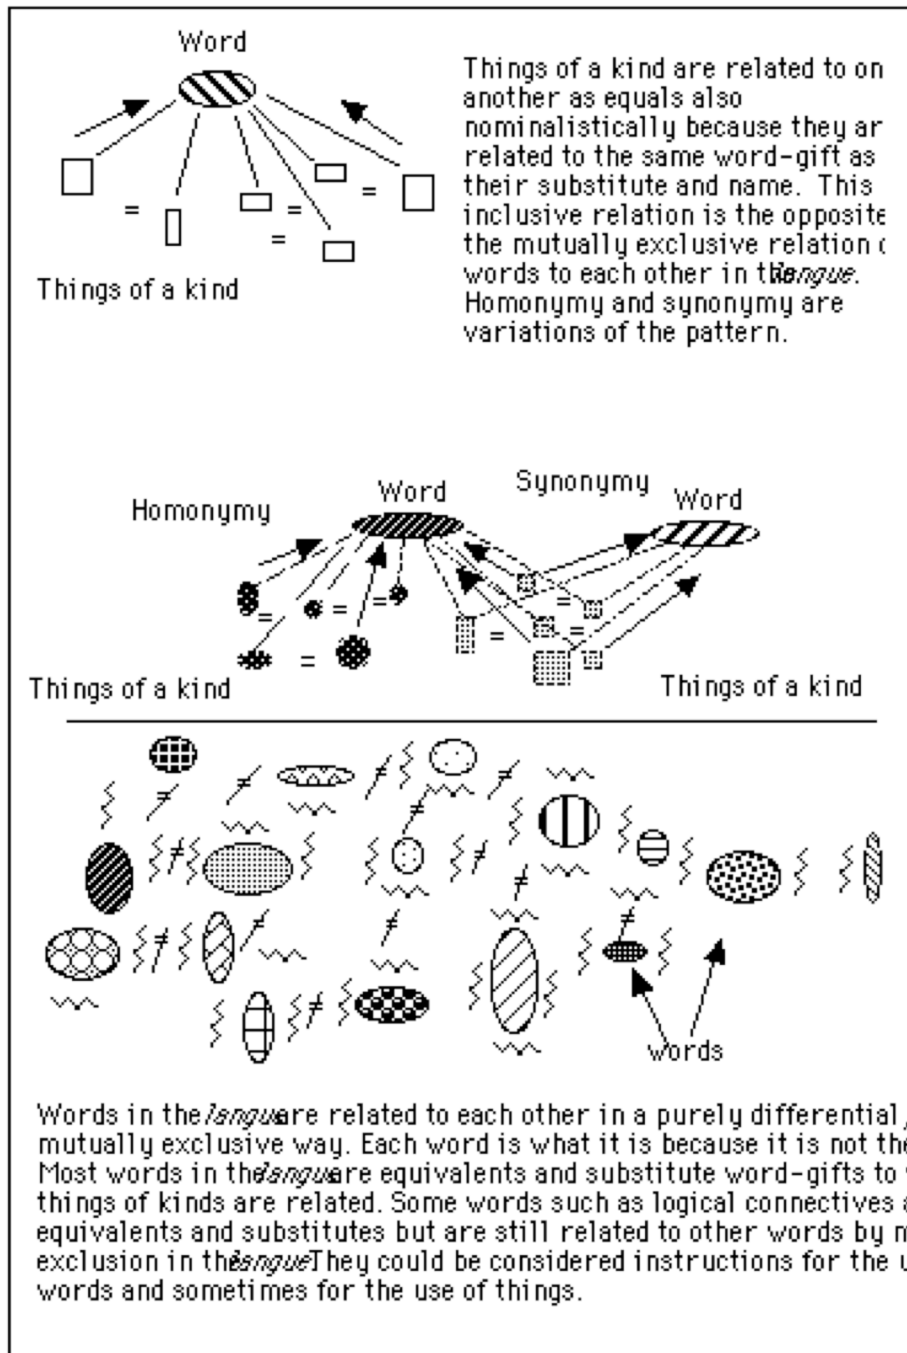 Word
Things of a kind are related to on
another as equals also
nominalistically because they ar
related to the same word-gift as
their substitute and name. This
inclusive relation is the opposite
the mutually exclusive relation
words to each other in the langue.
Homonymy and synonymy are
variations of the pattern.
= = = =
Things of a kind
Homonymy
Word
Synonymy
Word
= = = = = = =
Things of a kind
Things of a kind
≠ ≠ ≠ ≠ ≠
≠ ≠ ≠
≠ ≠ ≠ ≠
≠
words
Words in the langue are related to each other in a purely differential,
mutually exclusive way. Each word is what it is because it is not the
Most words in the langue are equivalents and substitute word-gifts to
things of kinds are related. Some words such as logical connectives
equivalents and substitutes but are still related to other words by
exclusion in the langue They could be considered instructions for the
words and sometimes for the use of things.